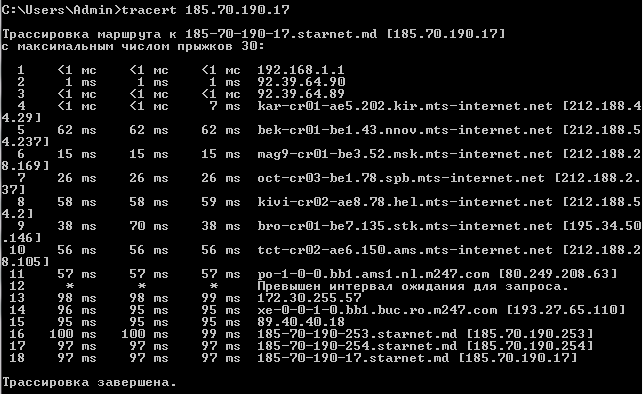 C:\Users\Admin>tracert 185.70.190.17
Трассировка маршрута к 185-70-190-17.starnet.md [185.70.190.17]
с максимальным числом прыжков 30:
1 <1 мс <1 мс <1 мс 192.168.1.1
2 1 ms 1 ms 1 ms 92.39.64.90
3 <1 мс <1 мс <1 мс 92.39.64.89
4 <1 мс <1 мс 7 ms kar-cr01-ae5.202.kir.mts-internet.net [212.188.4
4.29]
5 62 ms 62 ms 62 ms bek-cr01-be1.43.nnov.mts-internet.net [212.188.5
4.237]
6 15 ms 15 ms 15 ms mag9-cr01-be3.52.msk.mts-internet.net [212.188.2
8.169]
7 26 ms 26 ms 26 ms oct-cr03-be1.78.spb.mts-internet.net [212.188.2.
37]
8 58 ms 58 ms 59 ms kivi-cr02-ae8.78.hel.mts-internet.net [212.188.5
4.2]
9 38 ms 70 ms 38 ms bro-cr01-be7.135.stk.mts-internet.net [195.34.50
.146]
10 56 ms 56 ms 56 ms tct-cr02-ae6.150.ams.mts-internet.net [212.188.2
8.105]
11 57 ms 57 ms 57 ms po-1-0-0.bb1.ams1.nl.m247.com [80.249.208.63]
12 * * * Превышен интервал ожидания для запроса.
13 98 ms 98 ms 99 ms 172.30.255.57
14 96 ms 95 ms 95 ms xe-0-0-1-0.bb1.buc.ro.m247.com [193.27.65.110]
15 95 ms 95 ms 95 ms 89.40.40.18
16 100 ms 100 ms 99 ms 185-70-190-253.starnet.md [185.70.190.253]
17 97 ms 97 ms 97 ms 185-70-190-254.starnet.md [185.70.190.254]
18 97 ms 97 ms 97 ms 185-70-190-17.starnet.md [185.70.190.17]
Трассировка завершена.